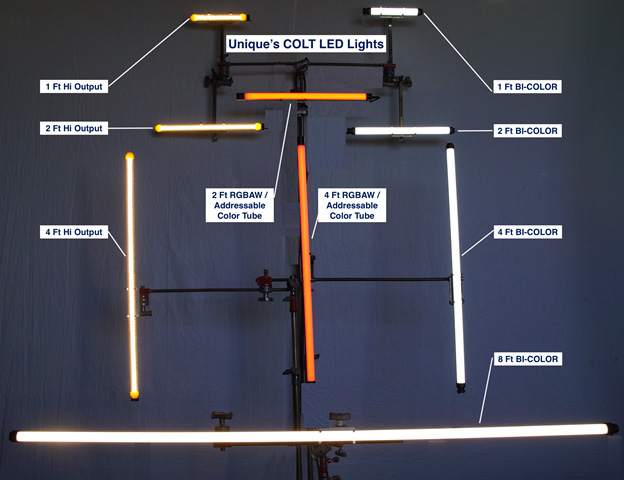 Unique's COLT LED Lights
1 Ft Hi Output
1 Ft BI-COLOR
2 Ft Hi Output
2 Ft BI-COLOR
2 Ft RGBAW /
Addressable
Color Tube
4 Ft RGBAW /
Addressable
Color Tube
4 Ft Hi Output
4 Ft BI-COLOR
8 Ft BI-COLOR